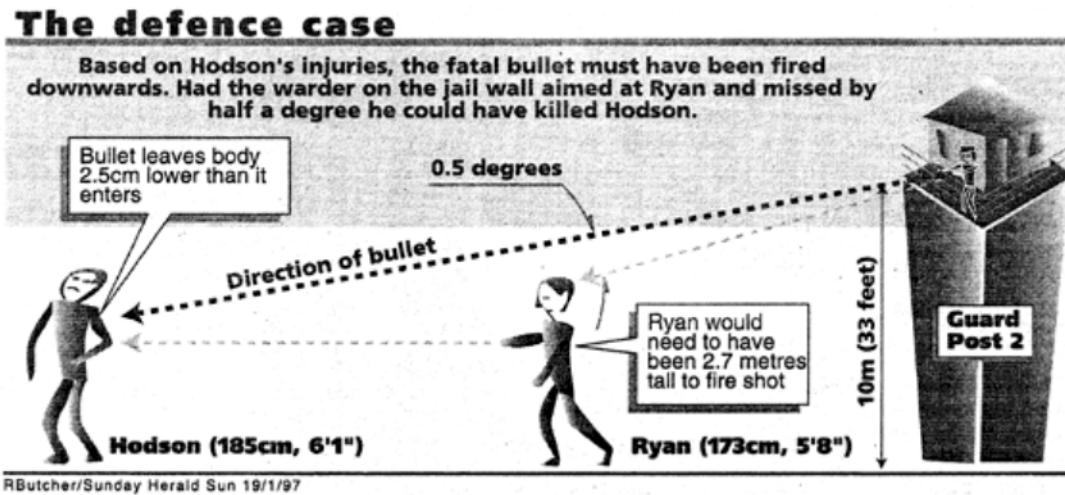 The defence case
Based on Hodson's injuries, the fatal bullet must have been fired
downwards. Had the warder on the jail wall aimed at Ryan and missed by
half a degree he could have killed Hodson.
Bullet leaves body
2.5cm lower than it
enters
0.5 degrees
Direction of bullet
Ryan would
need to have
been 2.7 metres
tall to fire shot
10m (33 feet)
Guard
Post 2
Hodson (185cm, 6'1")
Ryan (173cm, 5'8")
RButcher/Sunday Herald Sun 19/1/97